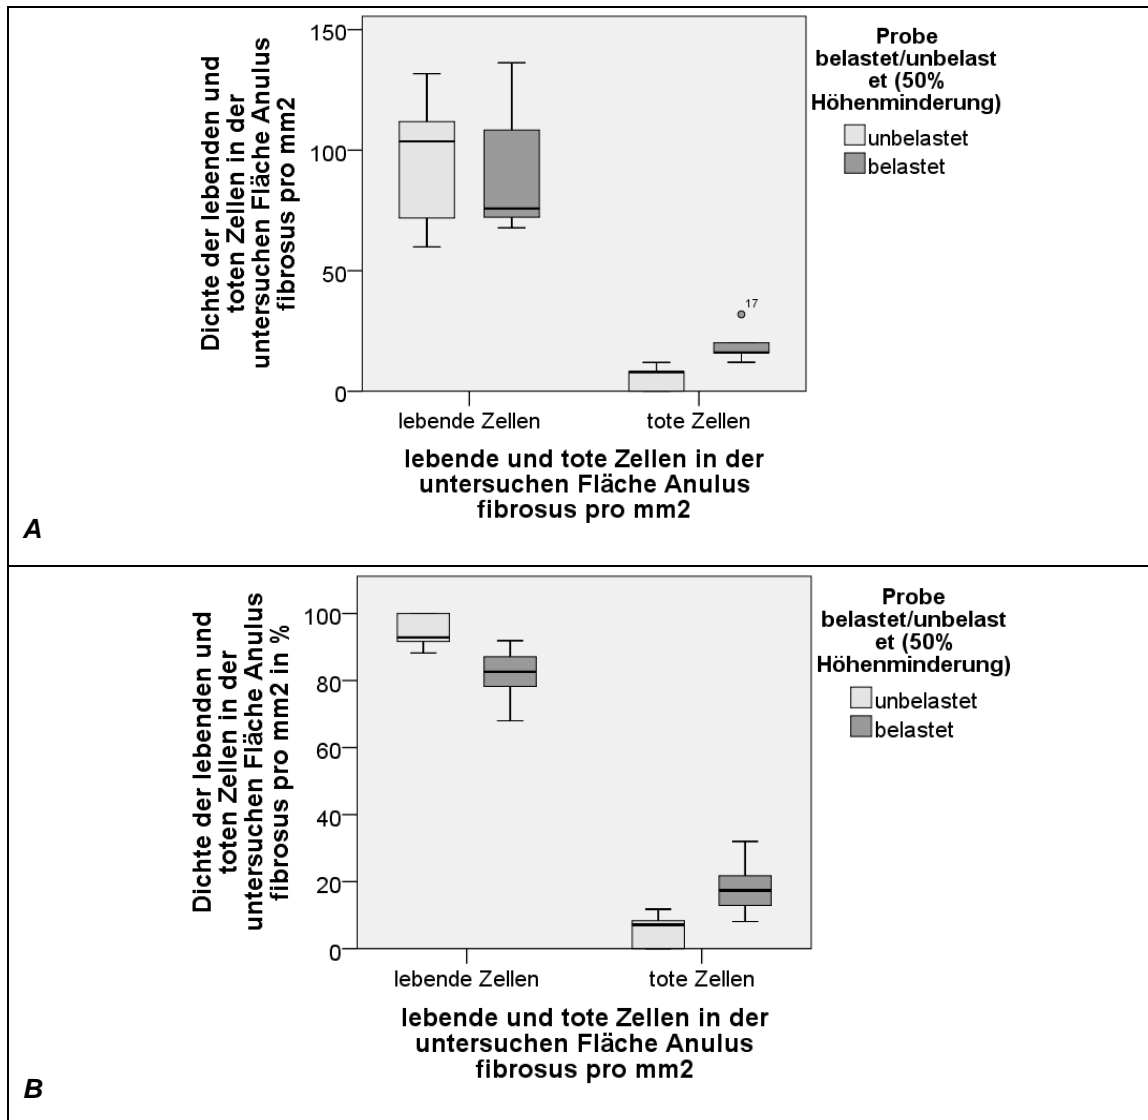 Dichte der lebenden und
toten Zellen in der
untersuchen Fläche Anulus
fibrosus pro mm2
150
100
50
0
17
lebende Zellen
tote Zellen
lebende und tote Zellen in der
untersuchen Fläche Anulus
fibrosus pro mm2
Probe
belastet/unbelast
et (50%
Höhenminderung)
unbelastet
belastet
A
Dichte der lebenden und
toten Zellen in der
untersuchen Fläche Anulus
fibrosus pro mm2 in %
100
80
60
40
20
0
lebende Zellen
tote Zellen
lebende und tote Zellen in der
untersuchen Fläche Anulus
fibrosus pro mm2
Probe
belastet/unbelast
et (50%
Höhenminderung)
unbelastet
belastet
B